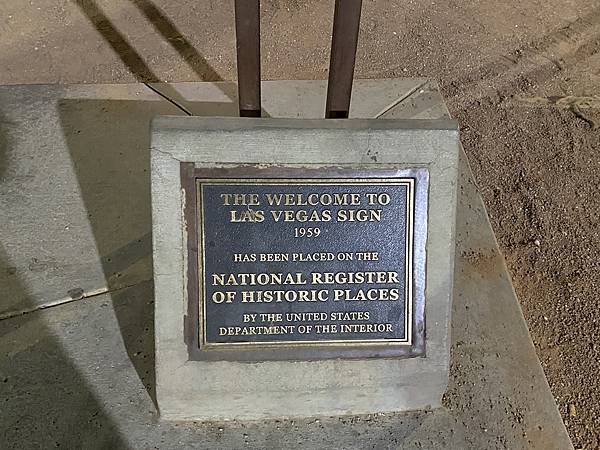 THE WELCOME TO
LAS VEGAS SIGN
1959
HAS BEEN PLACED ON THE
NATIONAL REGISTER
OF HISTORIC PLACES
BY THE UNITED STATES
DEPARTMENT OF THE INTERIOR